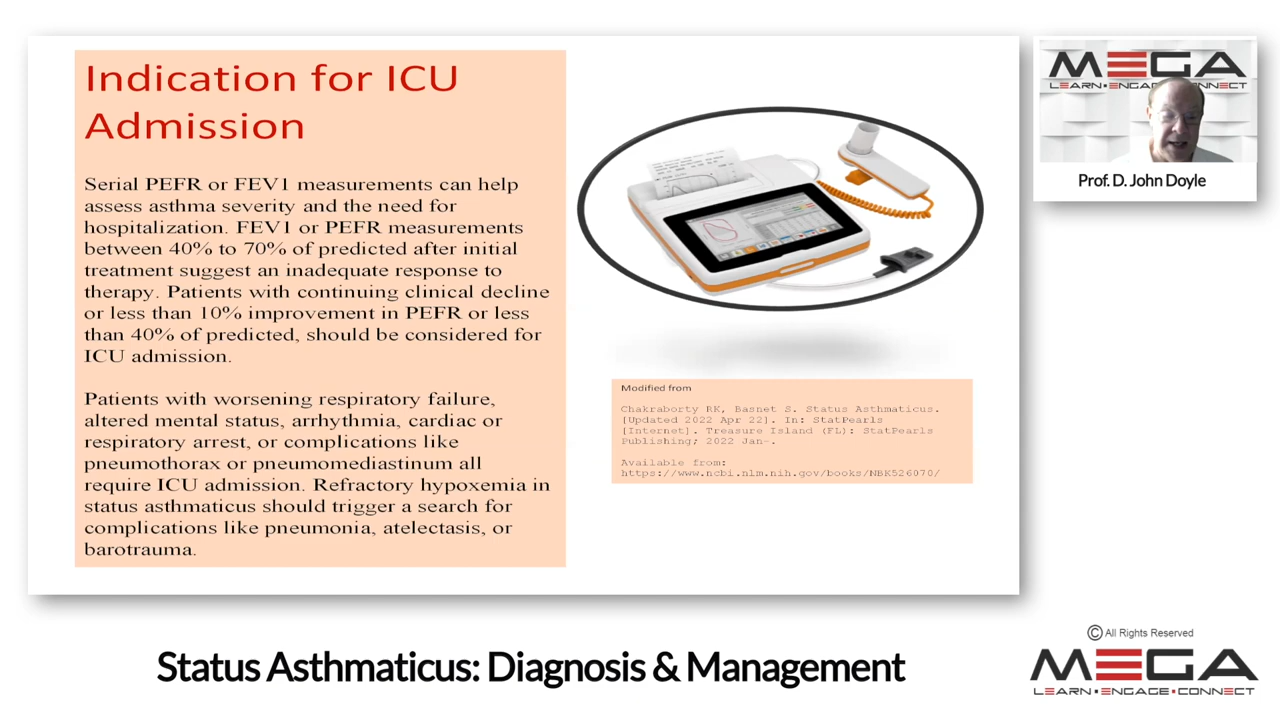 Indication for ICU
Admission
Serial PEFR or FEV1 measurements can help
assess asthma severity and the need for
hospitalization. FEV1 or PEFR measurements
between 40% to 70% of predicted after initial
treatment suggest an inadequate response to
therapy. Patients with continuing clinical decline
or less than 10% improvement in PEFR or less
than 40% of predicted, should be considered for
ICU admission.
Patients with worsening respiratory failure,
altered mental status, arrhythmia, cardiac or
respiratory arrest, or complications like
pneumothorax or pneumomediastinum all
require ICU admission. Refractory hypoxemia in
status asthmaticus should trigger a search for
complications like pneumonia, atelectasis, or
barotrauma.
Modified from
Chakraborty RK, Basnet S. Status Asthmaticus.
[Updated 2022 Apr 22]. In: StatPearls
[Internet]. Treasure Island (FL): StatPearls
Publishing; 2022 Jan-.
Available from:
https://www.ncbi.nlm.nih.gov/books/NBK526070/
MEGA
LEARN•ENGAGE•CONNECT
Prof. D. John Doyle
Status Asthmaticus: Diagnosis & Management
© All Rights Reserved
MEGA
LEARN•ENGAGE•CONNECT